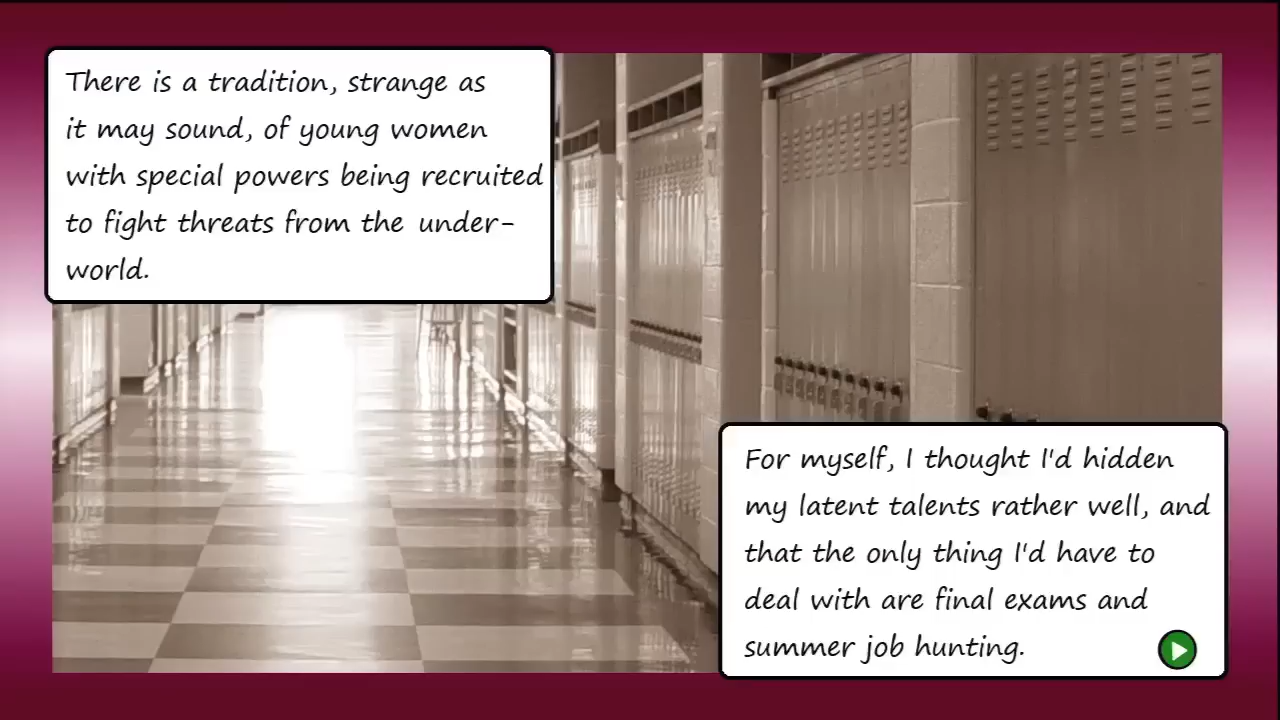 There is a tradition, strange as
it may sound, of young women
with special powers being recruited
to fight threats from the under-
world.
For myself, I thought I'd hidden
my latent talents rather well, and
that the only thing I'd have to
deal with are final exams and
summer job hunting.